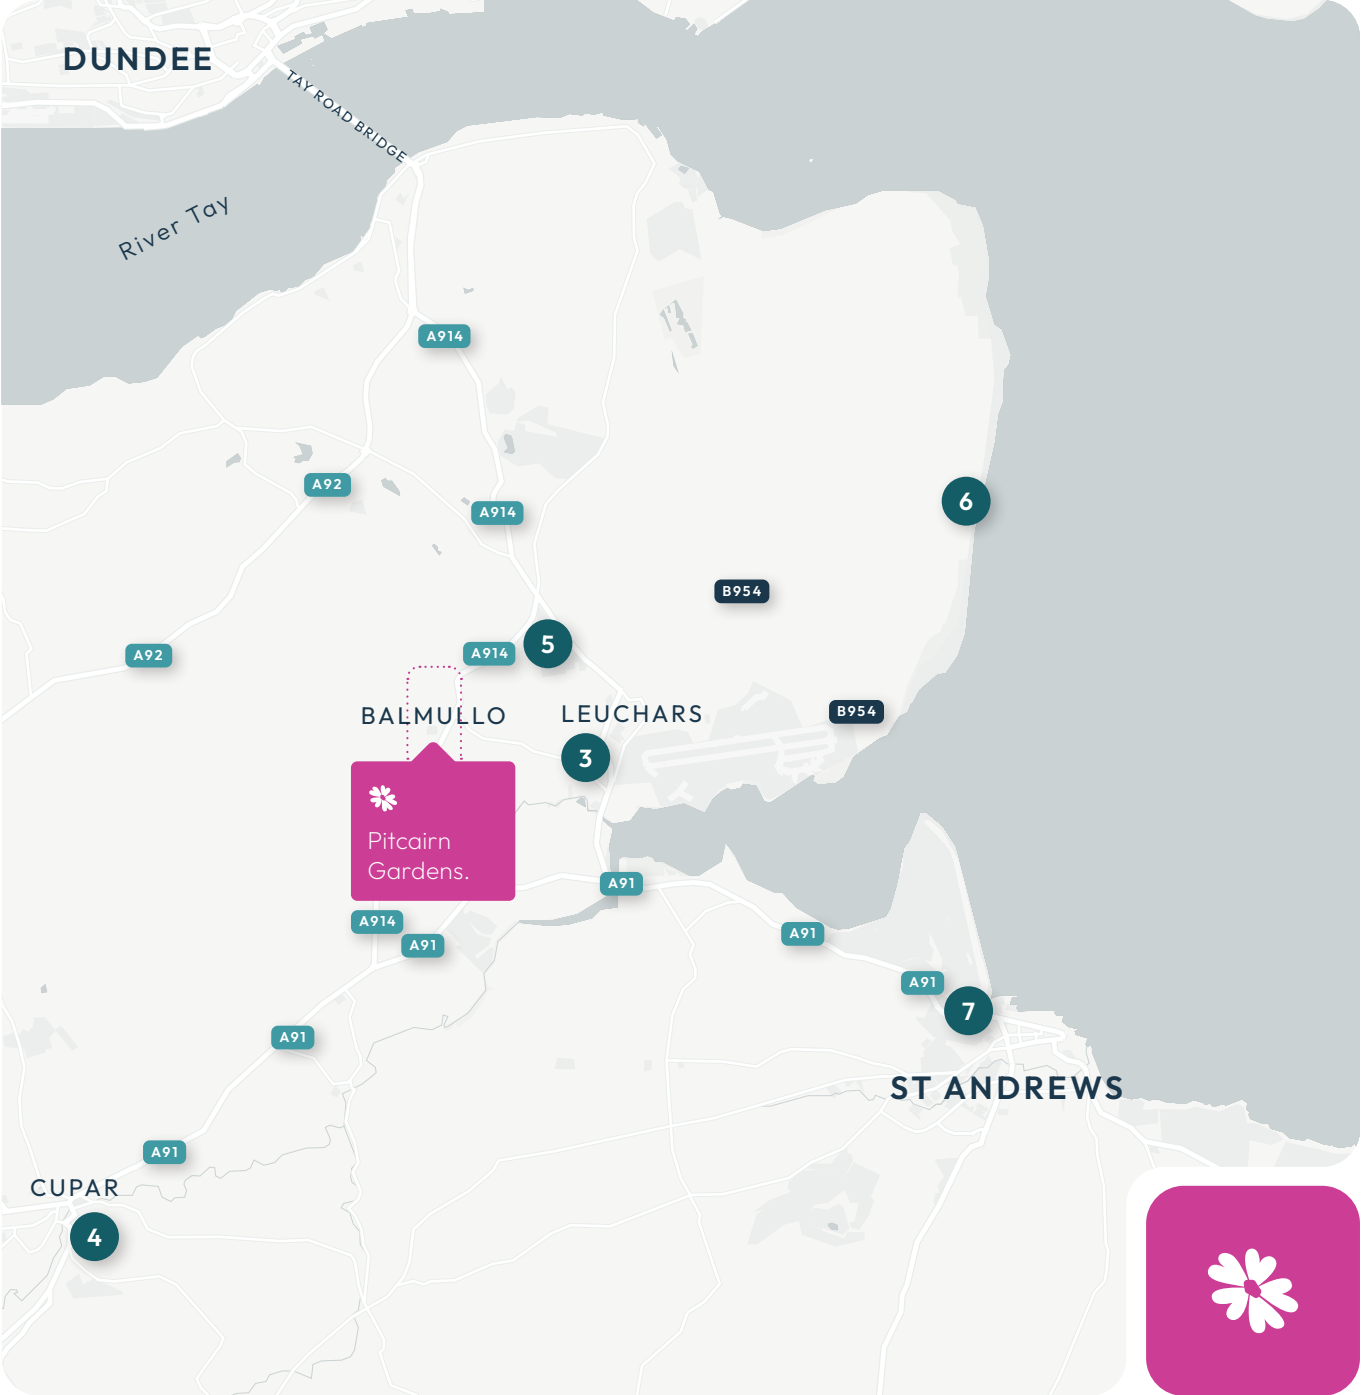 DUNDEE
TAY ROAD BRIDGE
River Tay
A914
A92
A914
6
B954
5
A914
A92
BALMULLO
LEUCHARS
B954
3
Pitcairn
Gardens.
A91
A914
A91
A91
A91
7
A91
ST ANDREWS
A91
CUPAR
4